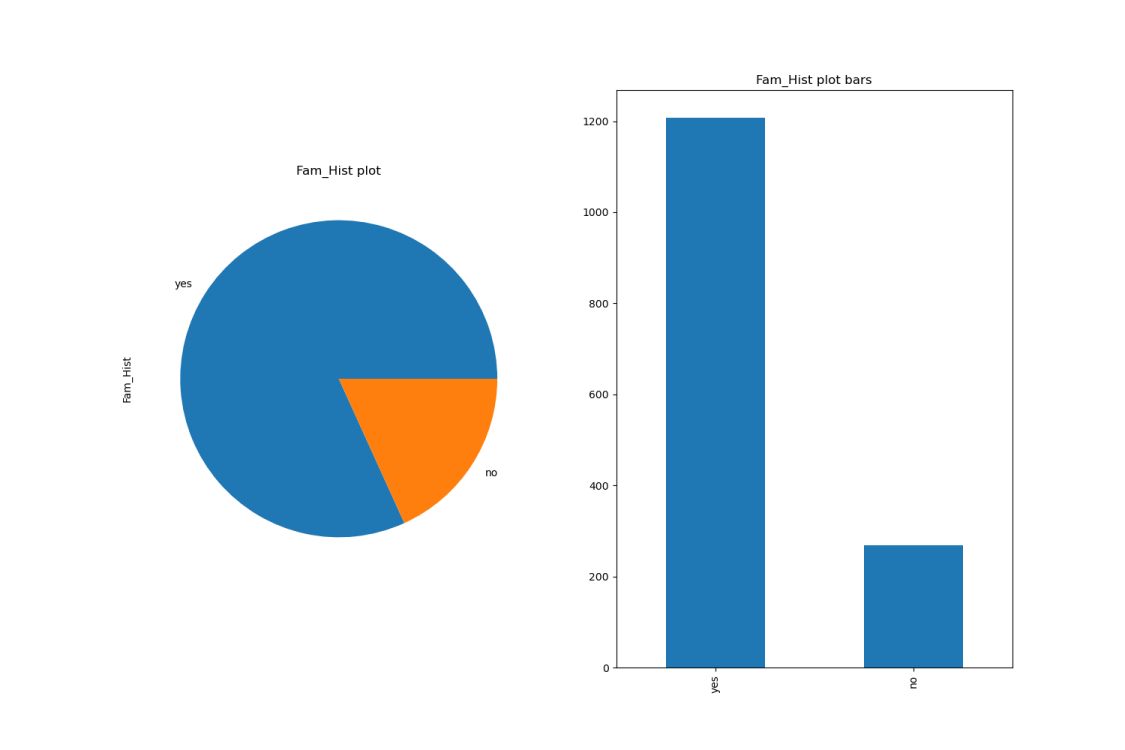 Fam_Hist plot
yes
Fam_Hist
no
Fam_Hist plot bars
1200
1000
800
600
400
200
0
yes
no